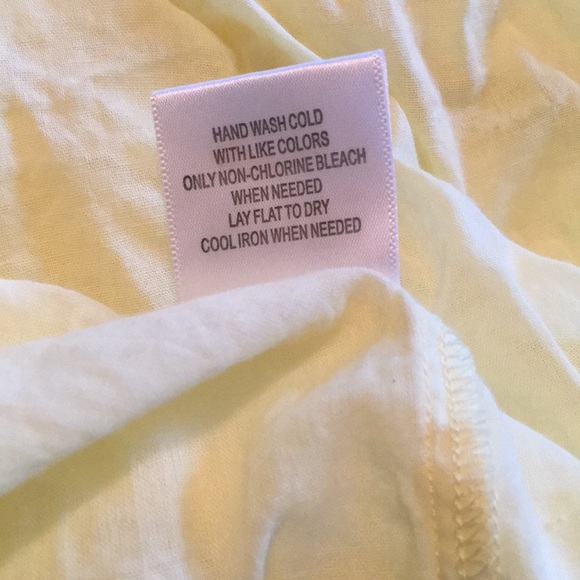 HAND WASH COLD
WITH LIKE COLORS
ONLY NON-CHLORINE BLEACH
WHEN NEEDED
LAY FLAT TO DRY
COOL IRON WHEN NEEDED